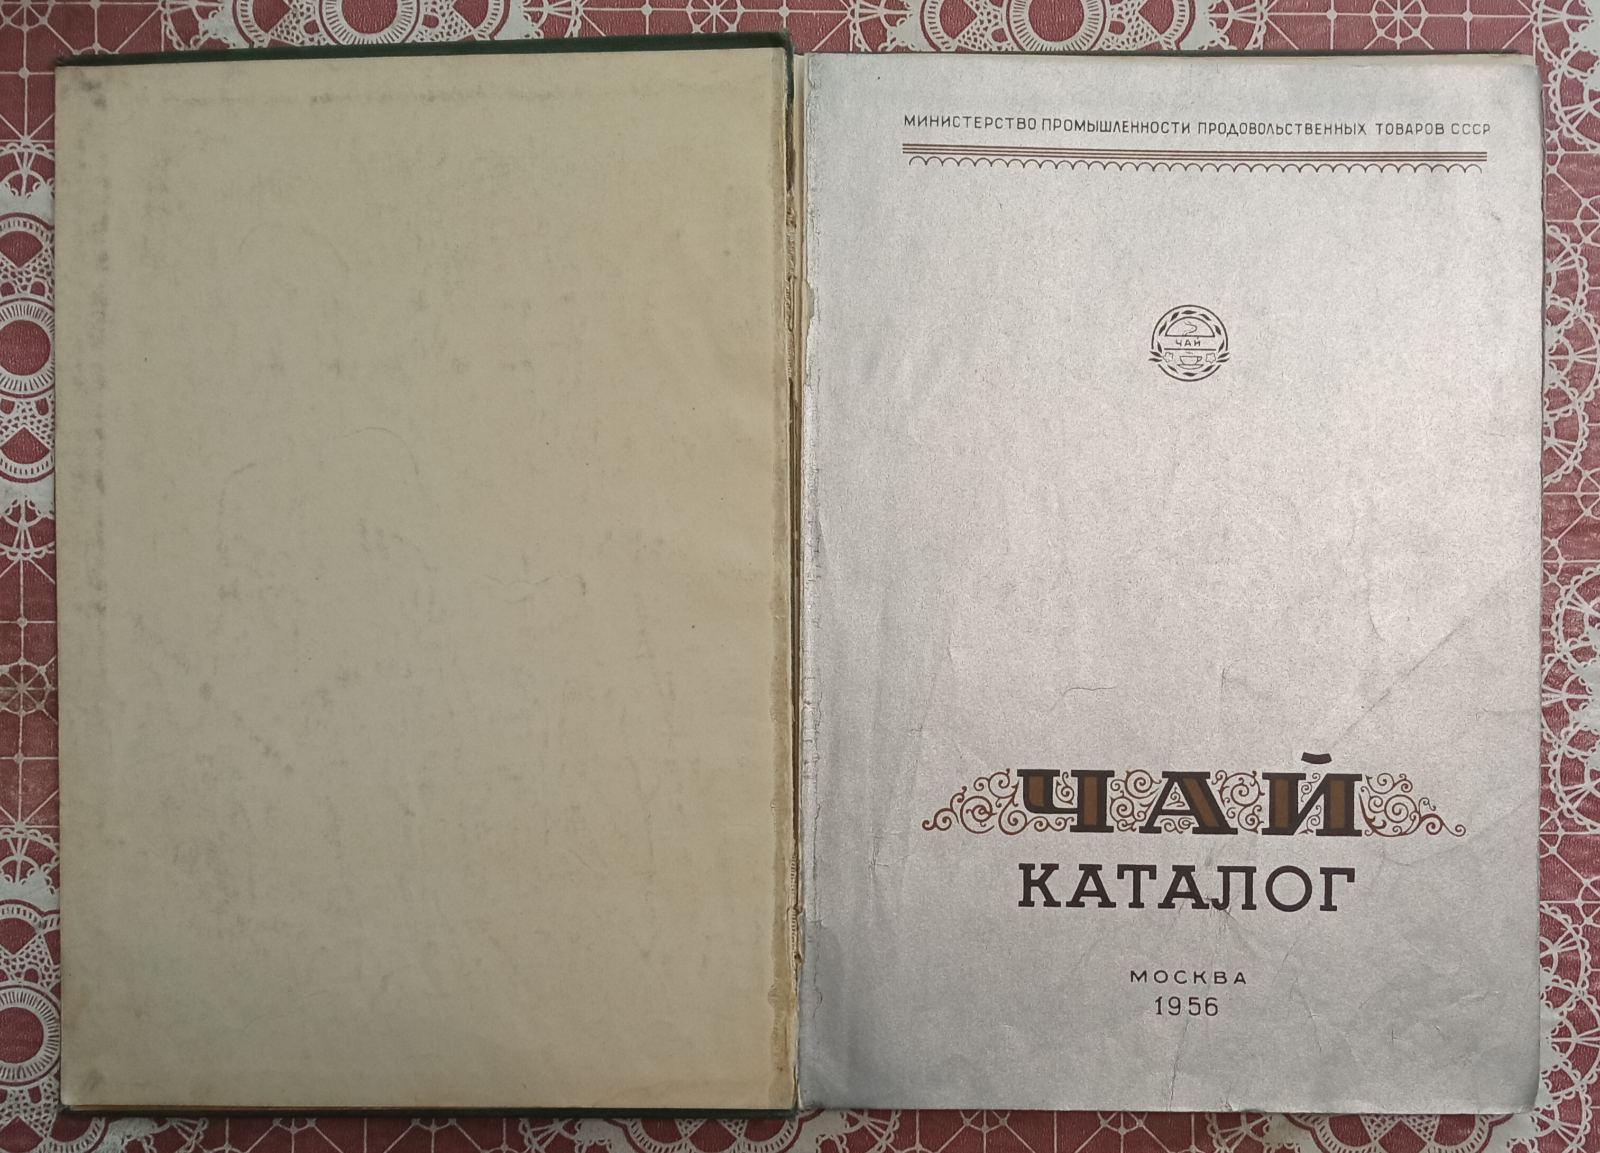 МИНИСТЕРСТВО ПРОМЫШЛЕННОСТИ ПРОДОВОЛЬСТВЕННЫХ ТОВАРОВ СССР
ЧАЙ
ЧАЙ
КАТАЛОГ
МОСКВА
1956